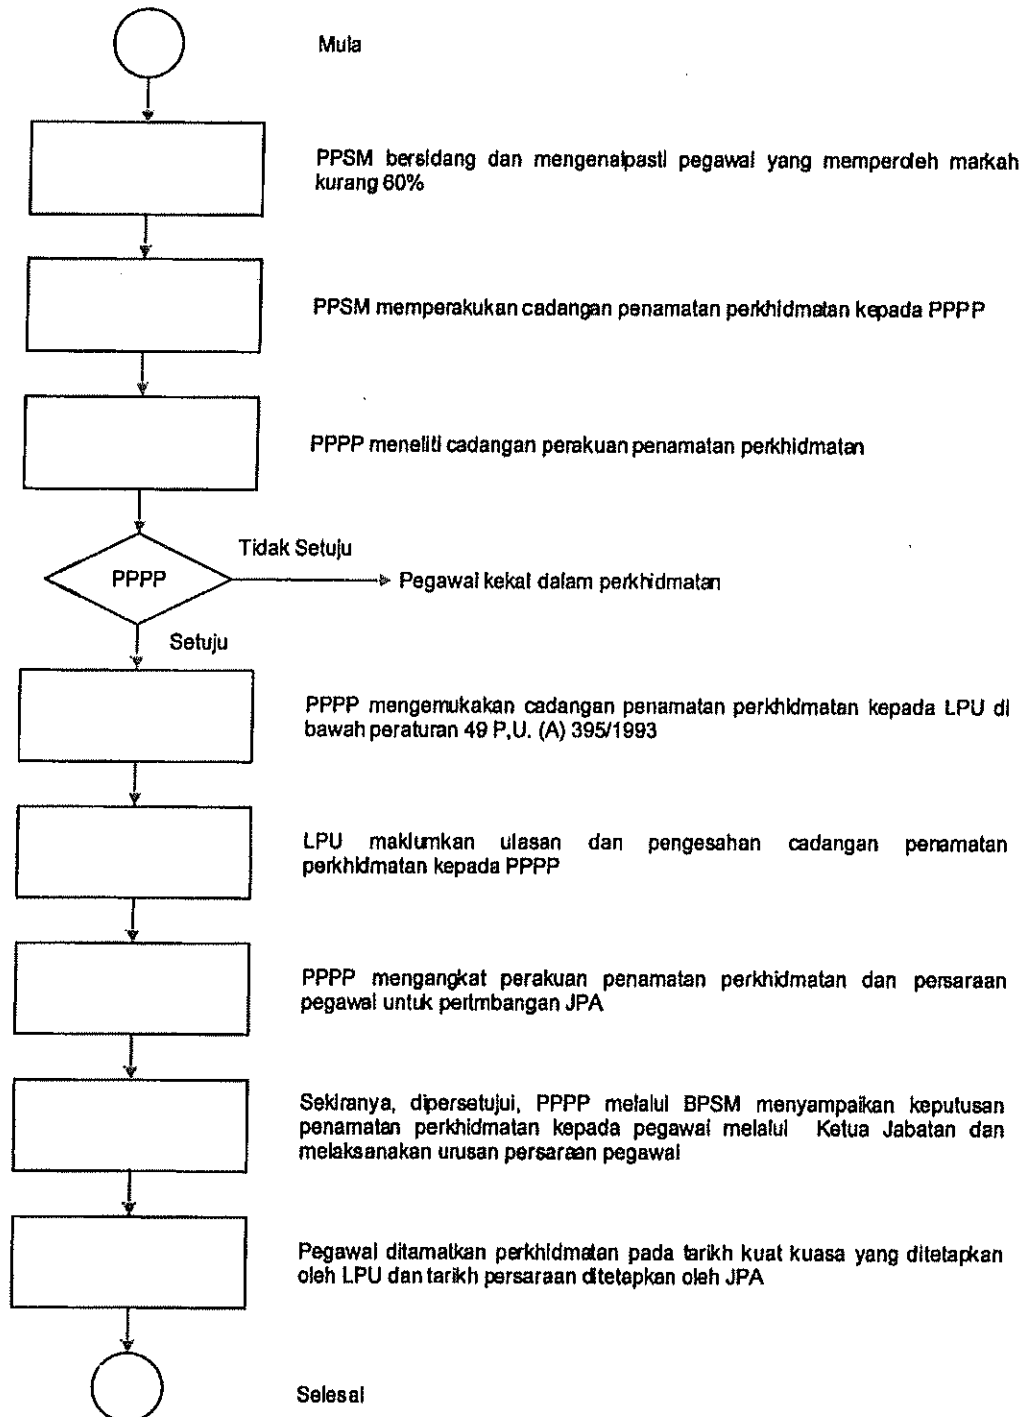 Mula
PPSM bersidang dan mengenalpasti pegawai yang memperoleh markah
kurang 60%
PPSM memperakukan cadangan penamatan perkhidmatan kepada PPPP
PPPP meneliti cadangan perakuan penamatan perkhidmatan
Tidak Setuju
PPPP
Pegawai kekal dalam perkhidmatan
Setuju
PPPP mengemukakan cadangan penamatan perkhidmatan kepada LPU di
bawah peraturan 49 P.U. (A) 395/1993
LPU maklumkan ulasan dan pengesahan cadangan penamatan
perkhidmatan kepada PPPP
PPPP mengangkat perakuan penamatan perkhidmatan dan persaraan
pegawai untuk pertmbangan JPA
Sekiranya, dipersetujui, PPPP melalui BPSM menyampaikan keputusan
penamatan perkhidmatan kepada pegawai melalui Ketua Jabatan dan
melaksanakan urusan persaraan pegawai
Pegawai ditamatkan perkhidmatan pada tarikh kuat kuasa yang ditetapkan
oleh LPU dan tarikh persaraan ditetapkan oleh JPA
Selesai